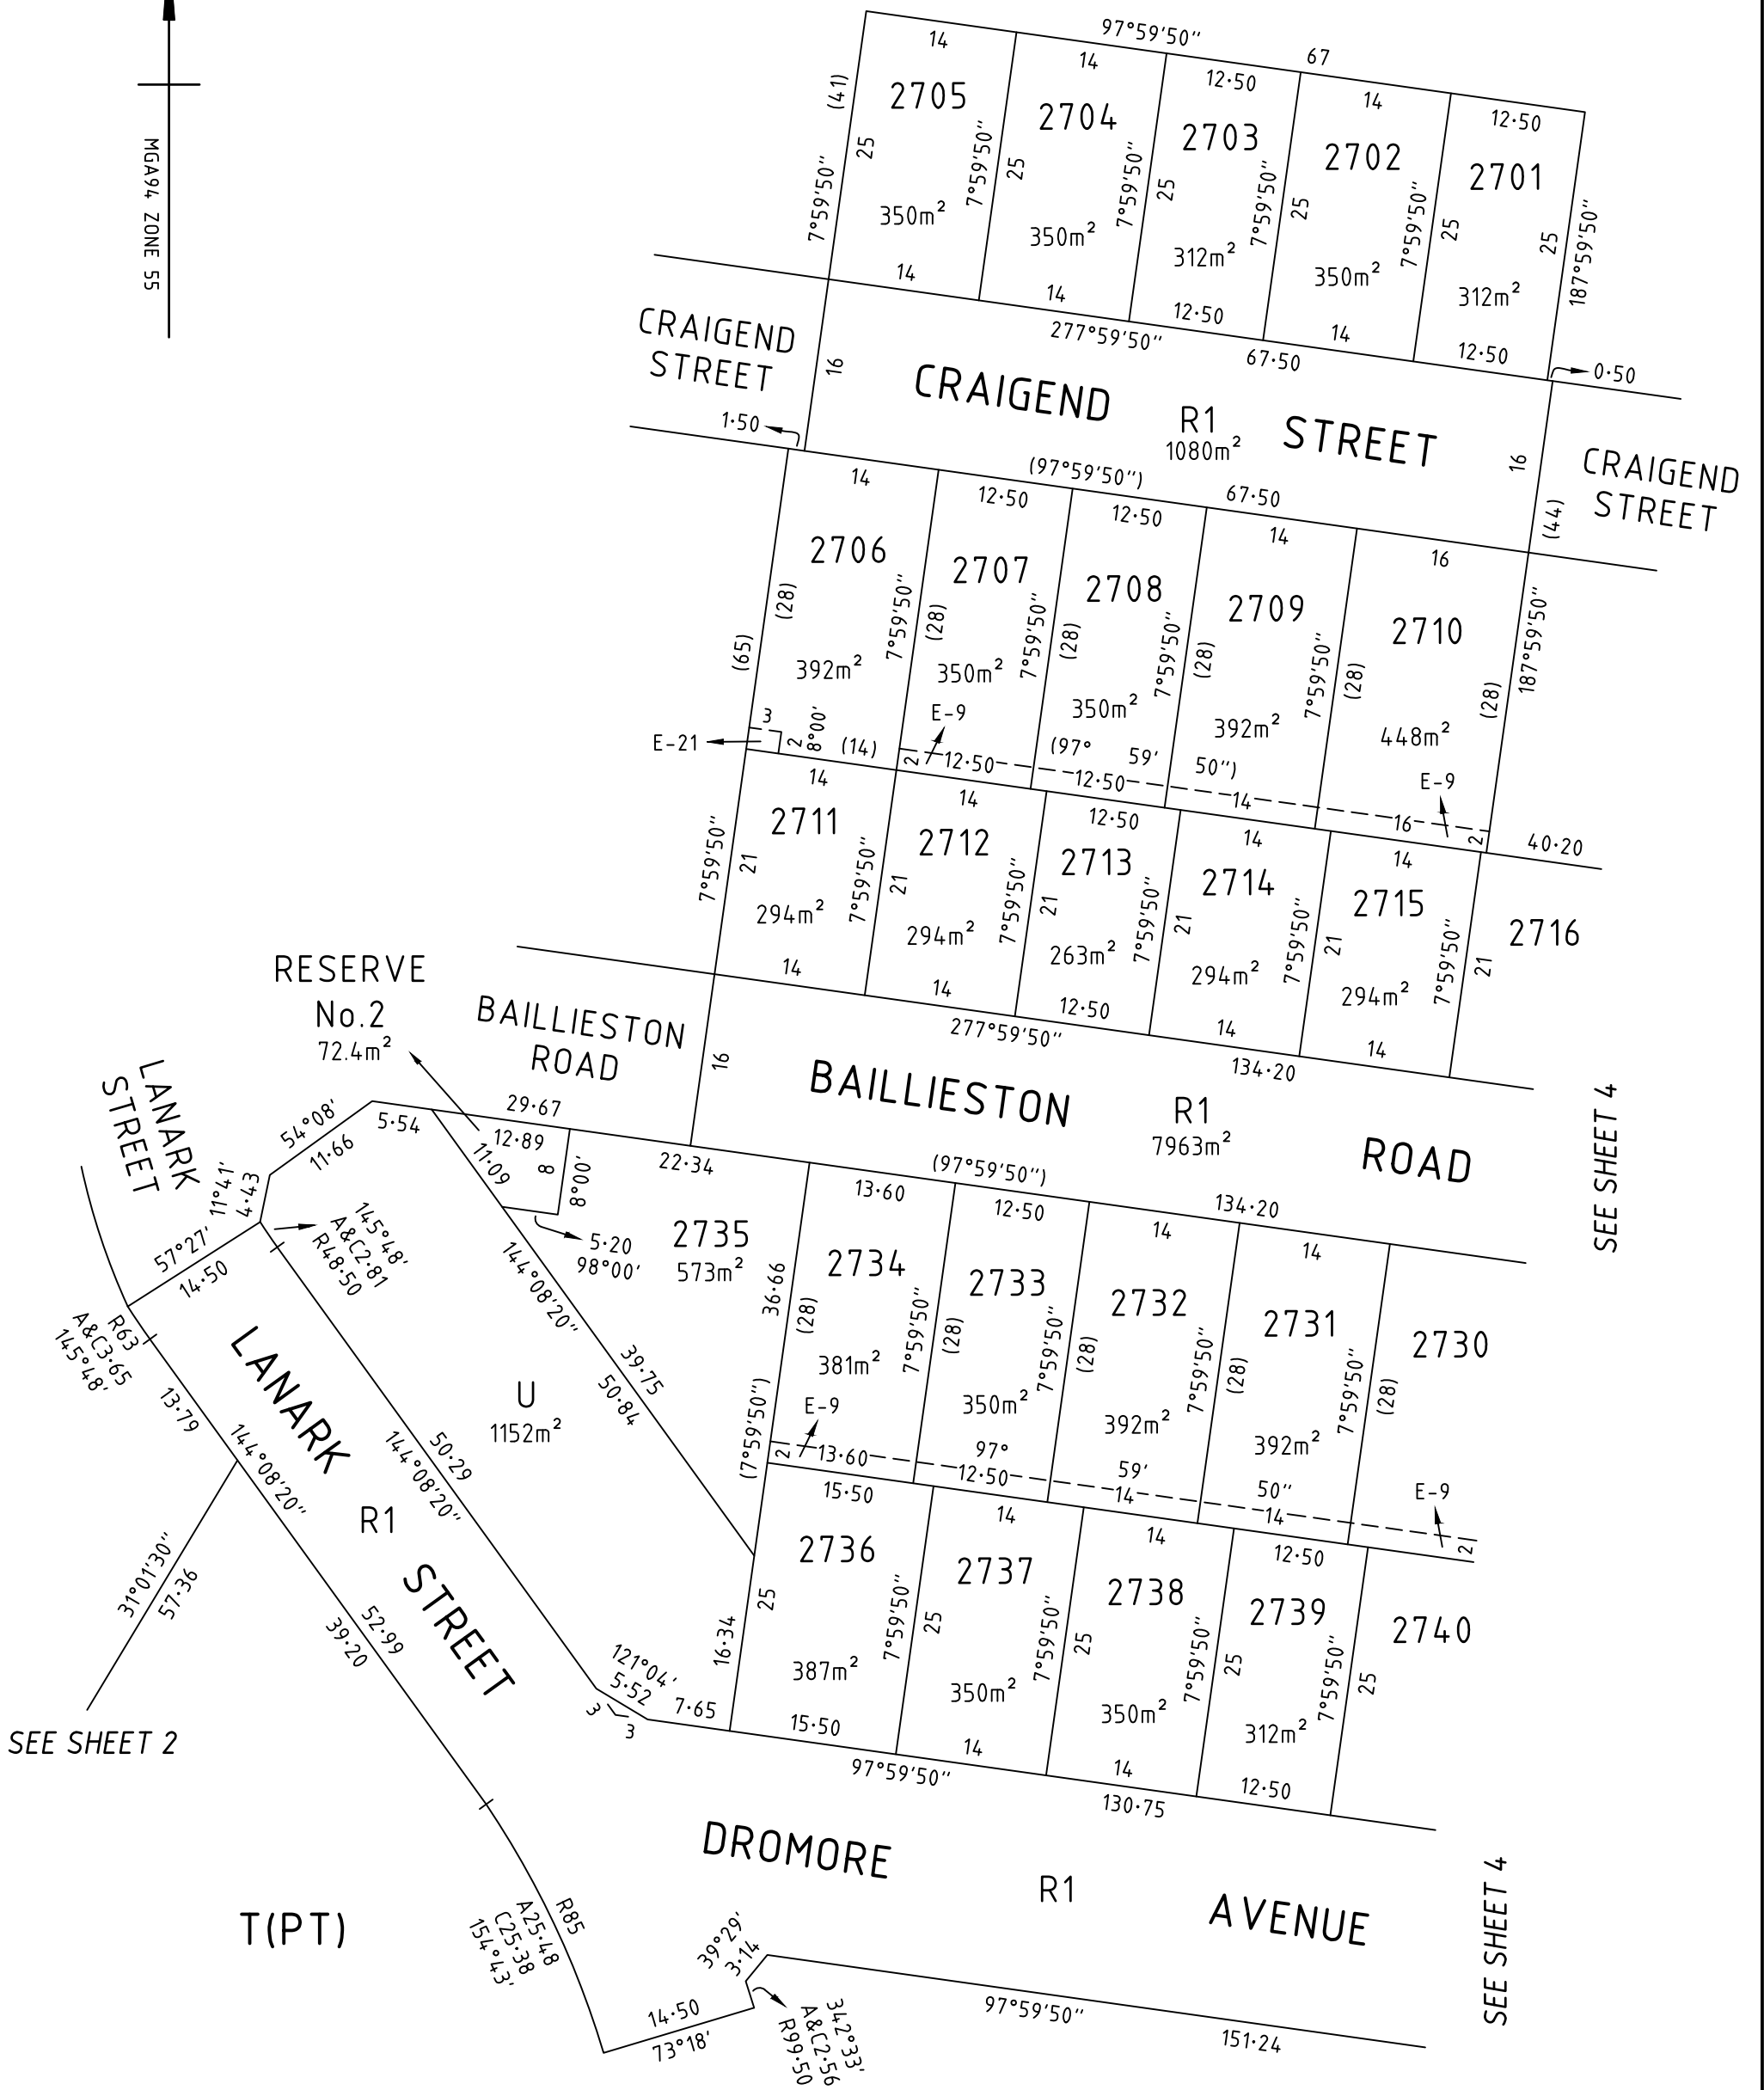 MGA94 ZONE 55
97°59'50"
67
14
14
12·50
14
12·50
(41)
2705
2704
2703
2702
2701
25
25
25
25
25
25
7°59'50"
7°59'50"
7°59'50"
7°59'50"
7°59'50"
187°59'50"
350m²
350m²
312m²
350m²
312m²
14
14
12·50
14
12·50
277°59'50"
67·50
0·50
CRAIGEND
STREET
16
CRAIGEND
R1
1080m²
STREET
16
CRAIGEND
STREET
1·50
(97°59'50")
67·50
(44)
14
12·50
12·50
14
16
2706
2707
2708
2709
2710
(28)
(28)
(28)
(28)
(28)
(28)
(65)
7°59'50"
7°59'50"
7°59'50"
7°59'50"
187°59'50"
392m²
350m²
350m²
392m²
448m²
E-21
3
2
8°00'
(14)
E-9
2
12·50
(97°
59'
50")
12·50
14
16
E-9
2
40·20
14
14
12·50
14
14
2711
2712
2713
2714
2715
2716
21
21
21
21
21
21
7°59'50"
7°59'50"
7°59'50"
7°59'50"
7°59'50"
7°59'50"
294m²
294m²
263m²
294m²
294m²
14
14
12·50
14
14
277°59'50"
134·20
RESERVE
No.2
72.4m²
BAILLIESTON
ROAD
16
BAILLIESTON
R1
7963m²
ROAD
SEE SHEET 4
LANARK
STREET
54°08'
11·66
5·54
29·67
12·89
11·09
8
8°00'
22·34
5·20
98°00'
11°41'
4·43
57°27'
14·50
145°48'
A&C2·81
R48·50
(97°59'50")
134·20
13·60
12·50
14
14
2735
573m²
2734
2733
2732
2731
2730
36·66
(28)
(28)
(28)
(28)
(28)
7°59'50"
7°59'50"
7°59'50"
7°59'50"
381m²
350m²
392m²
392m²
144°08'20"
39·75
50·84
R63
A&C3·65
145°48'
13·79
LANARK
R1
STREET
U
1152m²
50·29
144°08'20"
144°08'20"
(7°59'50")
E-9
2
13·60
97°
12·50
59'
14
50"
14
E-9
2
15·50
14
14
12·50
2736
2737
2738
2739
2740
25
25
25
25
25
16·34
7°59'50"
7°59'50"
7°59'50"
7°59'50"
387m²
350m²
350m²
312m²
15·50
14
14
12·50
31°01'30"
57·36
52·99
39·20
SEE SHEET 2
121°04'
5·52
3
3
7·65
97°59'50"
130·75
DROMORE
R1
AVENUE
SEE SHEET 4
T(PT)
R85
A25·48
C25·38
154°43'
39°29'
3·14
14·50
73°18'
342°33'
A&C2·56
R99·50
97°59'50"
151·24